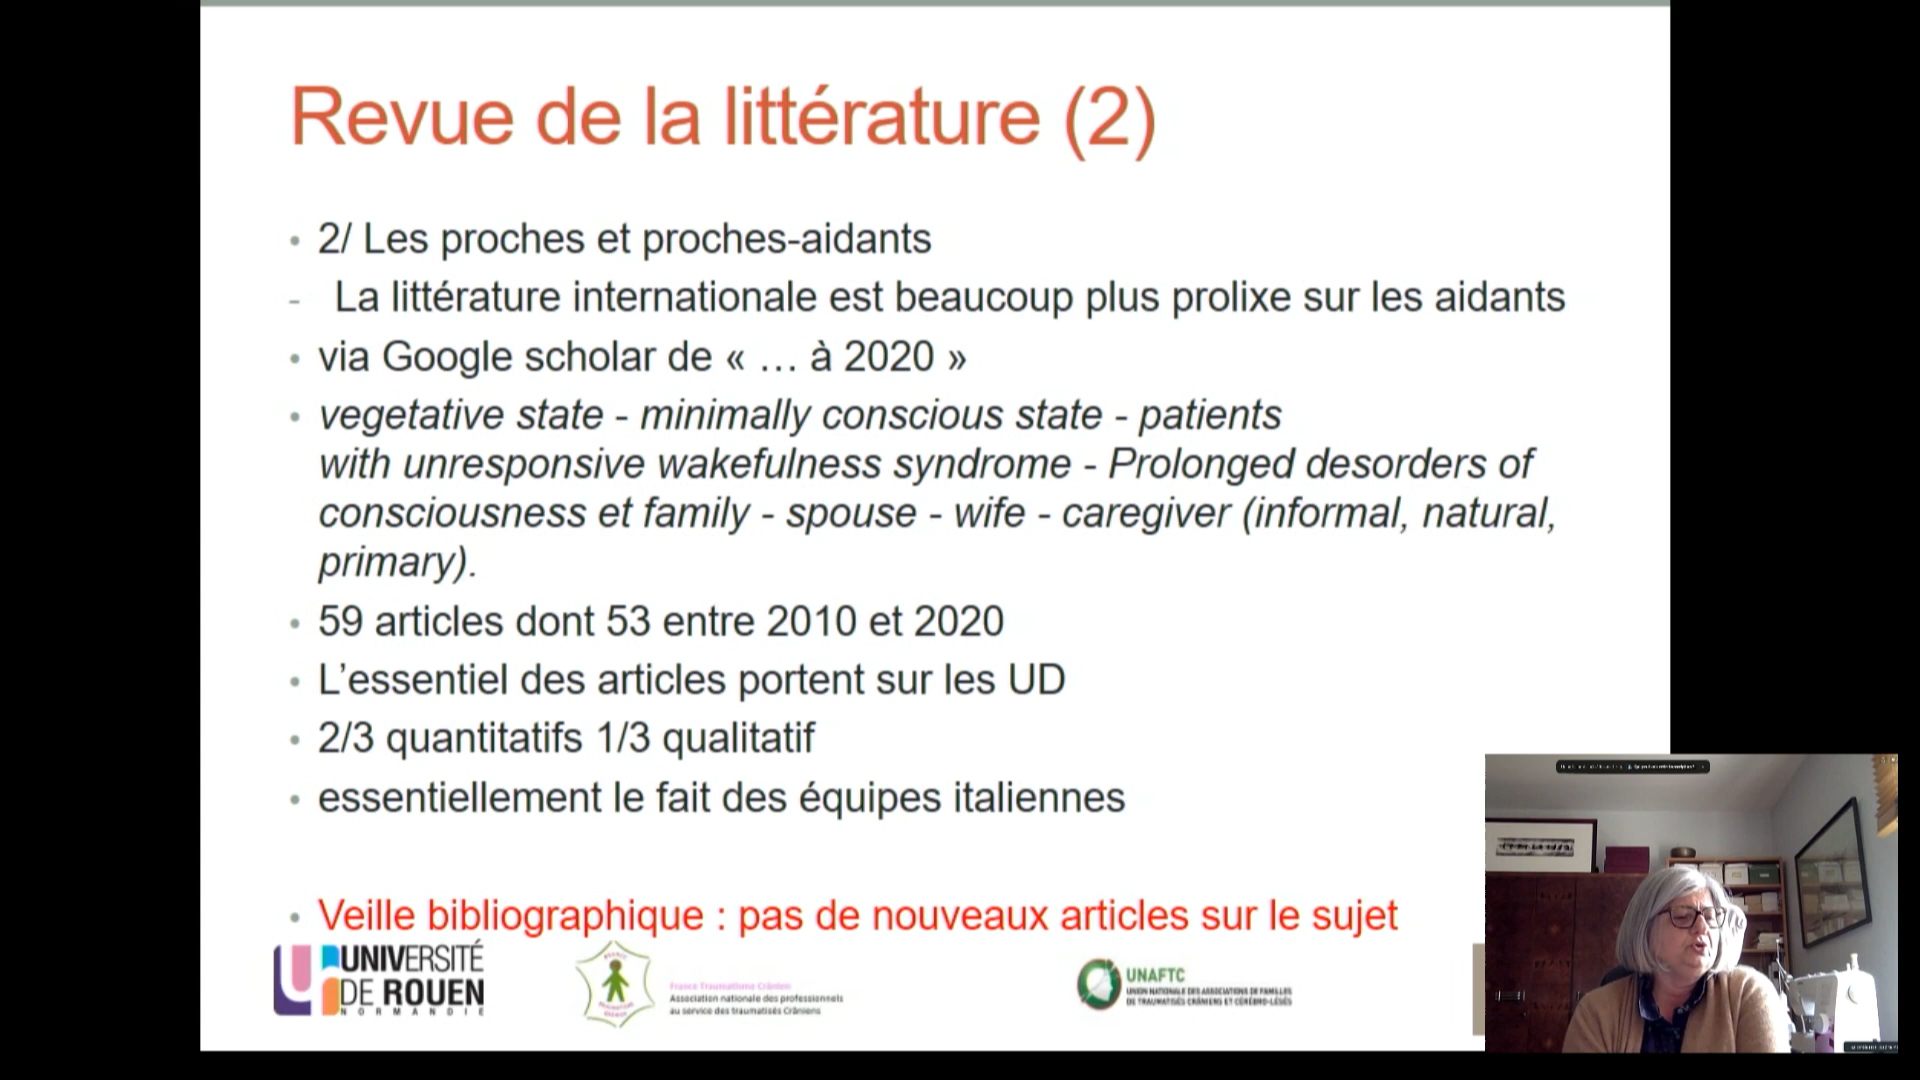 Revue de la littérature (2)
• 2/ Les proches et proches-aidants
- La littérature internationale est beaucoup plus prolixe sur les aidants
• via Google scholar de « … à 2020 »
• vegetative state - minimally conscious state - patients
with unresponsive wakefulness syndrome - Prolonged desorders of
consciousness et family - spouse - wife - caregiver (informal, natural,
primary).
• 59 articles dont 53 entre 2010 et 2020
• L’essentiel des articles portent sur les UD
• 2/3 quantitatifs 1/3 qualitatif
• essentiellement le fait des équipes italiennes
• Veille bibliographique : pas de nouveaux articles sur le sujet
UNIVERSITÉ
DE ROUEN
NORMANDIE
France Traumatisme Crânien
Association nationale des professionnels
au service des traumatisés Crâniens
UNAFTC
UNION NATIONALE DES ASSOCIATIONS DE FAMILLES
DE TRAUMATISÉS CRÂNIENS ET CÉRÉBRO-LÉSÉS